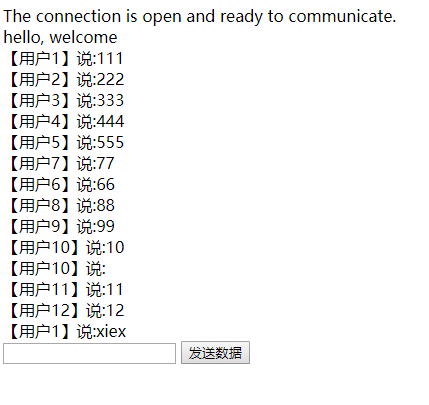 The connection is open and ready to communicate.
hello, welcome
【用户1】说:111
【用户2】说:222
【用户3】说:333
【用户4】说:444
【用户5】说:555
【用户7】说:77
【用户6】说:66
【用户8】说:88
【用户9】说:99
【用户10】说:10
【用户10】说:
【用户11】说:11
【用户12】说:12
【用户1】说:xiex
发送数据